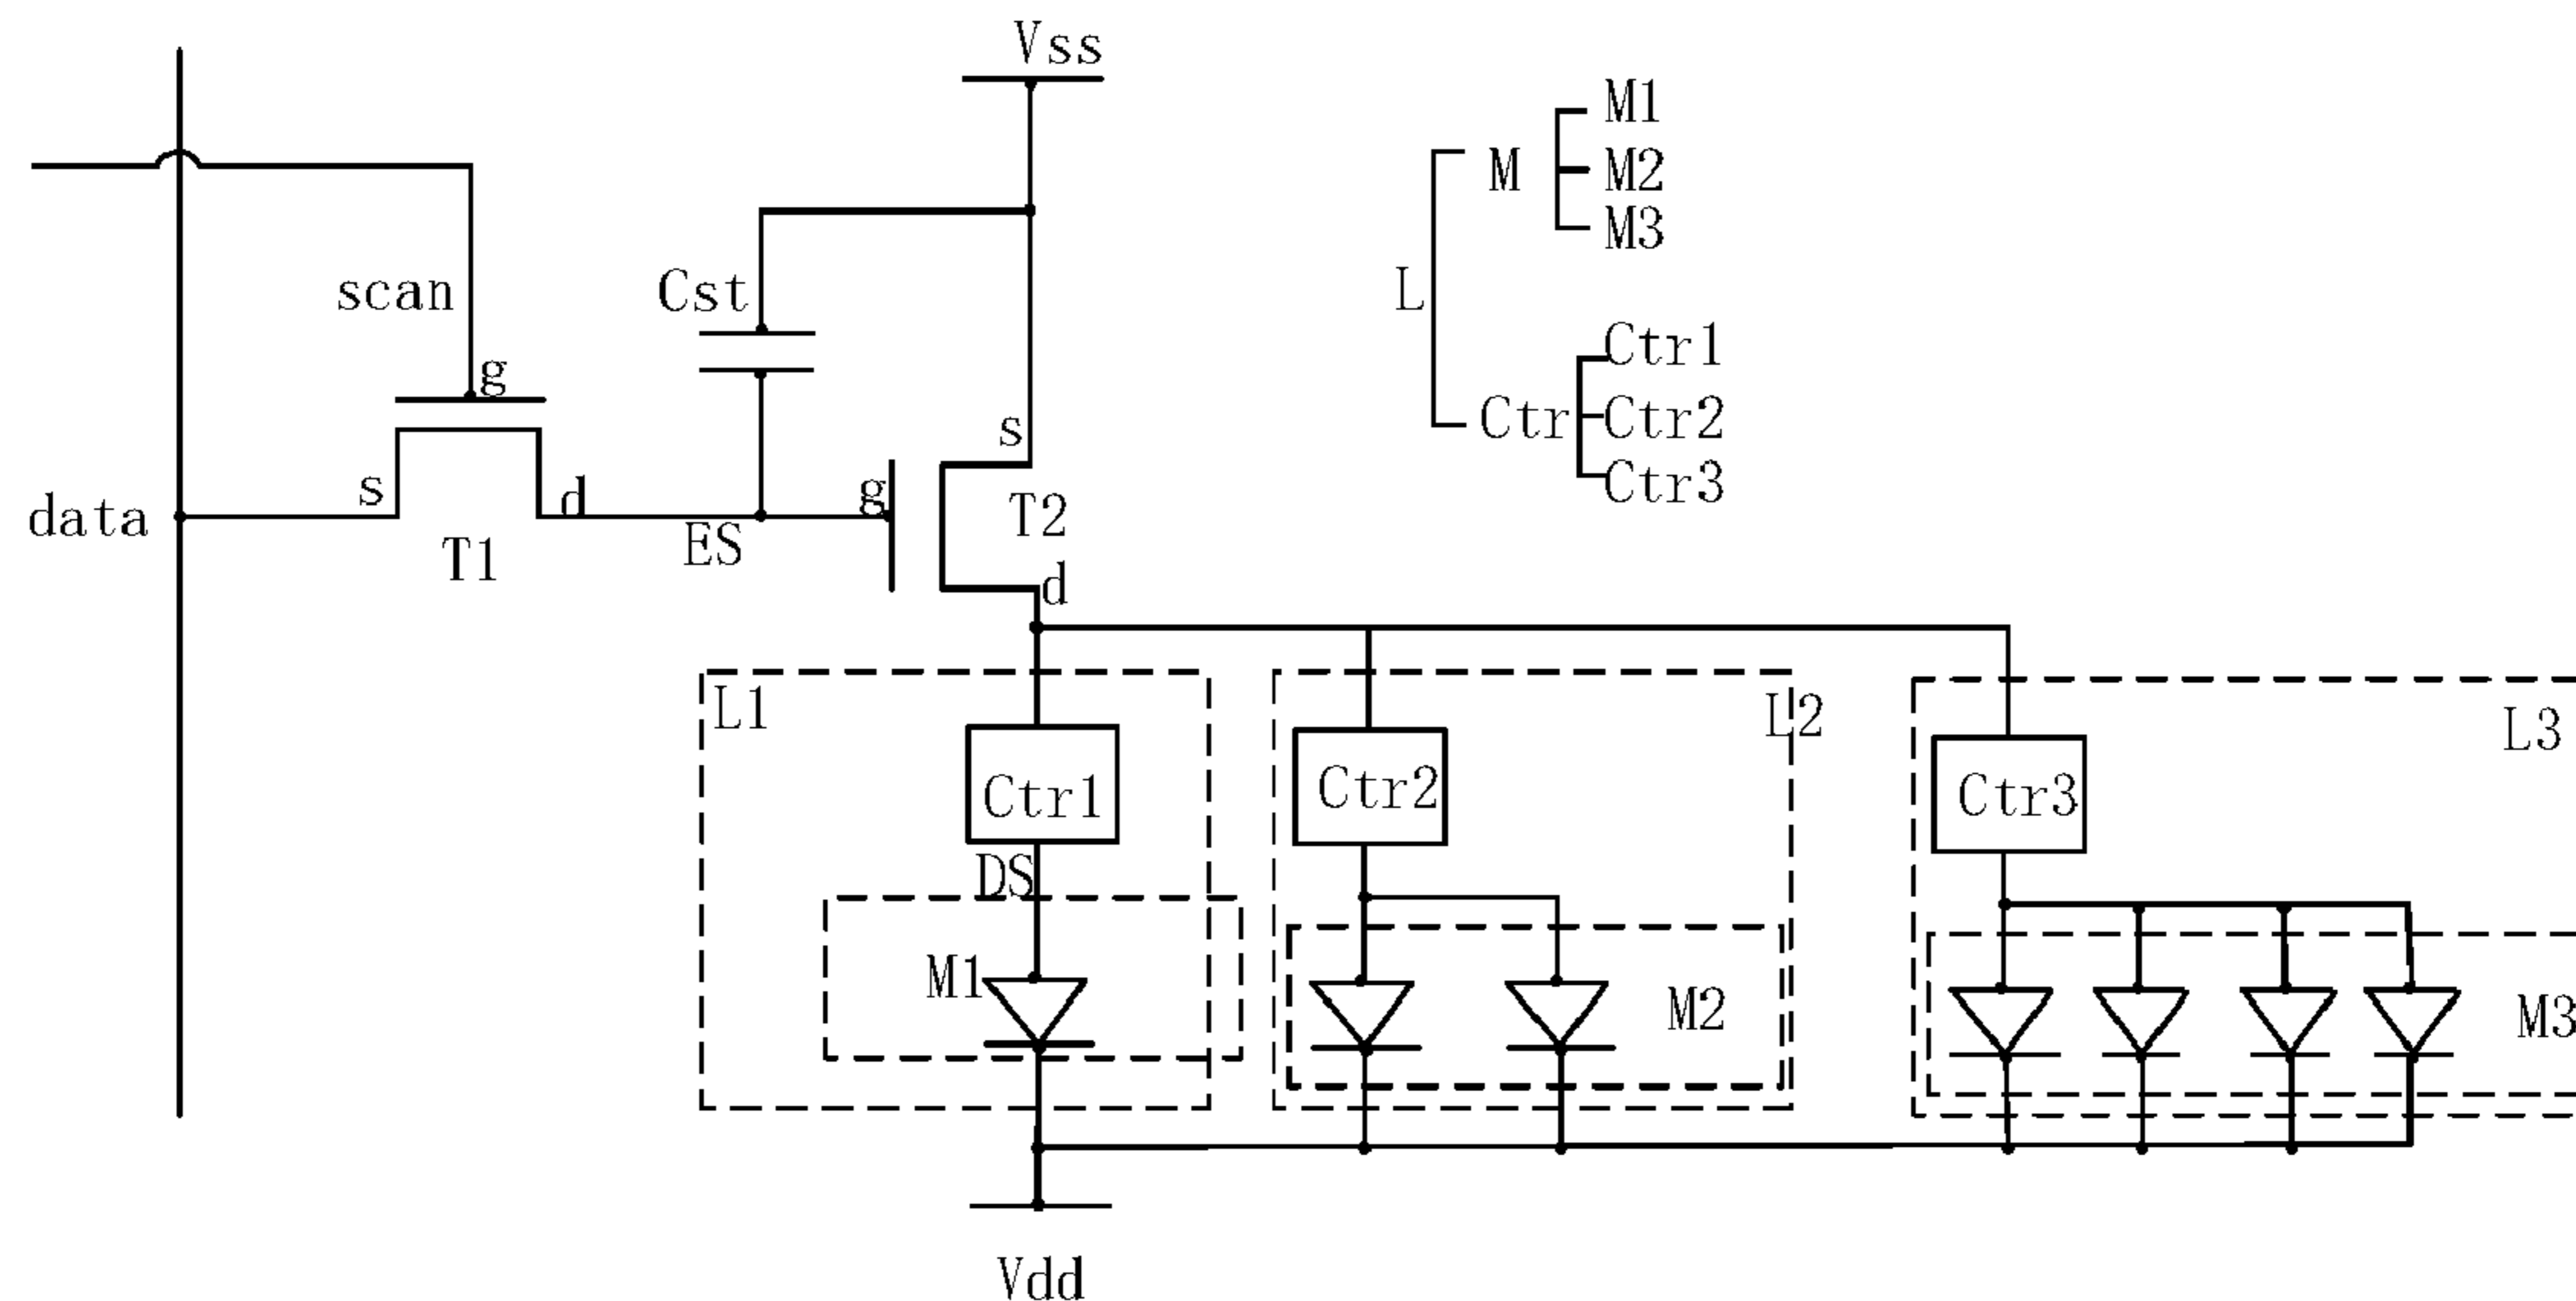 Vss
M1
M
M2
M3
scan
Cst
L
g
Ctr1
s
Ctr
Ctr2
Ctr3
s
d
g
T2
data
T1
ES
d
L1
L2
L3
Ctr1
Ctr2
Ctr3
DS
M1
M2
M3
Vdd